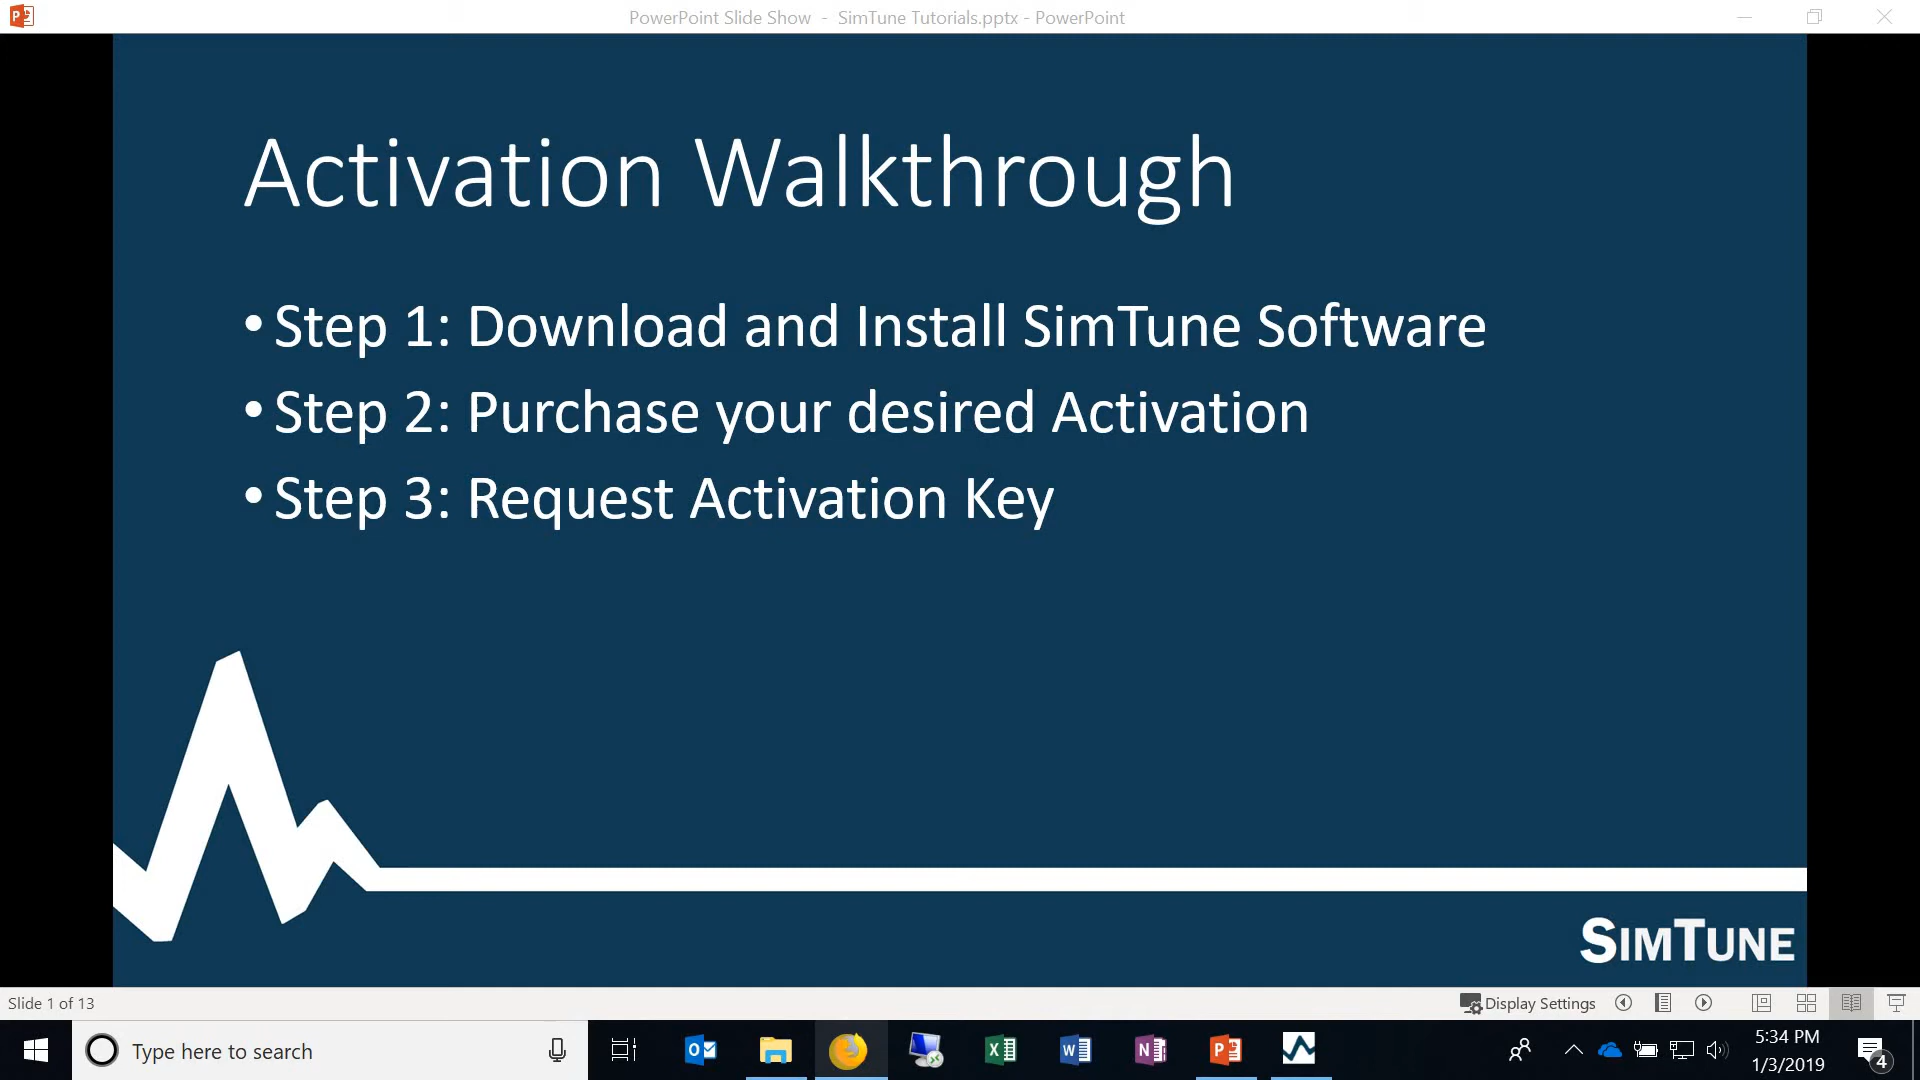 PowerPoint Slide Show - SimTune Tutorials.pptx - PowerPoint
Activation Walkthrough
• Step 1: Download and Install SimTune Software
• Step 2: Purchase your desired Activation
• Step 3: Request Activation Key
SIMTUNE
Slide 1 of 13
Display Settings
Type here to search
5:34 PM
1/3/2019
4